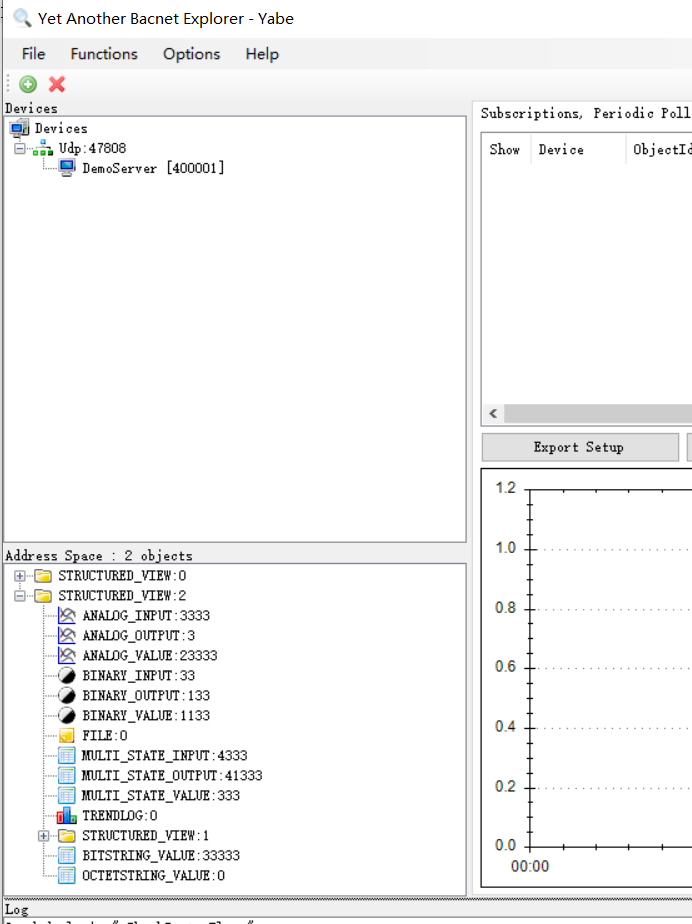 Yet Another Bacnet Explorer - Yabe
File Functions Options Help
Devices
Devices
Udp:47808
DemoServer [400001]
Subscriptions, Periodic Poll
Show Device ObjectId
Export Setup
1.2
1.0
0.8
0.6
0.4
0.2
0.0
00:00
Address Space : 2 objects
STRUCTURED_VIEW:0
STRUCTURED_VIEW:2
ANALOG_INPUT:3333
ANALOG_OUTPUT:3
ANALOG_VALUE:23333
BINARY_INPUT:33
BINARY_OUTPUT:133
BINARY_VALUE:1133
FILE:0
MULTI_STATE_INPUT:4333
MULTI_STATE_OUTPUT:41333
MULTI_STATE_VALUE:333
TRENDLOG:0
STRUCTURED_VIEW:1
BITSTRING_VALUE:33333
OCTETSTRING_VALUE:0
Log